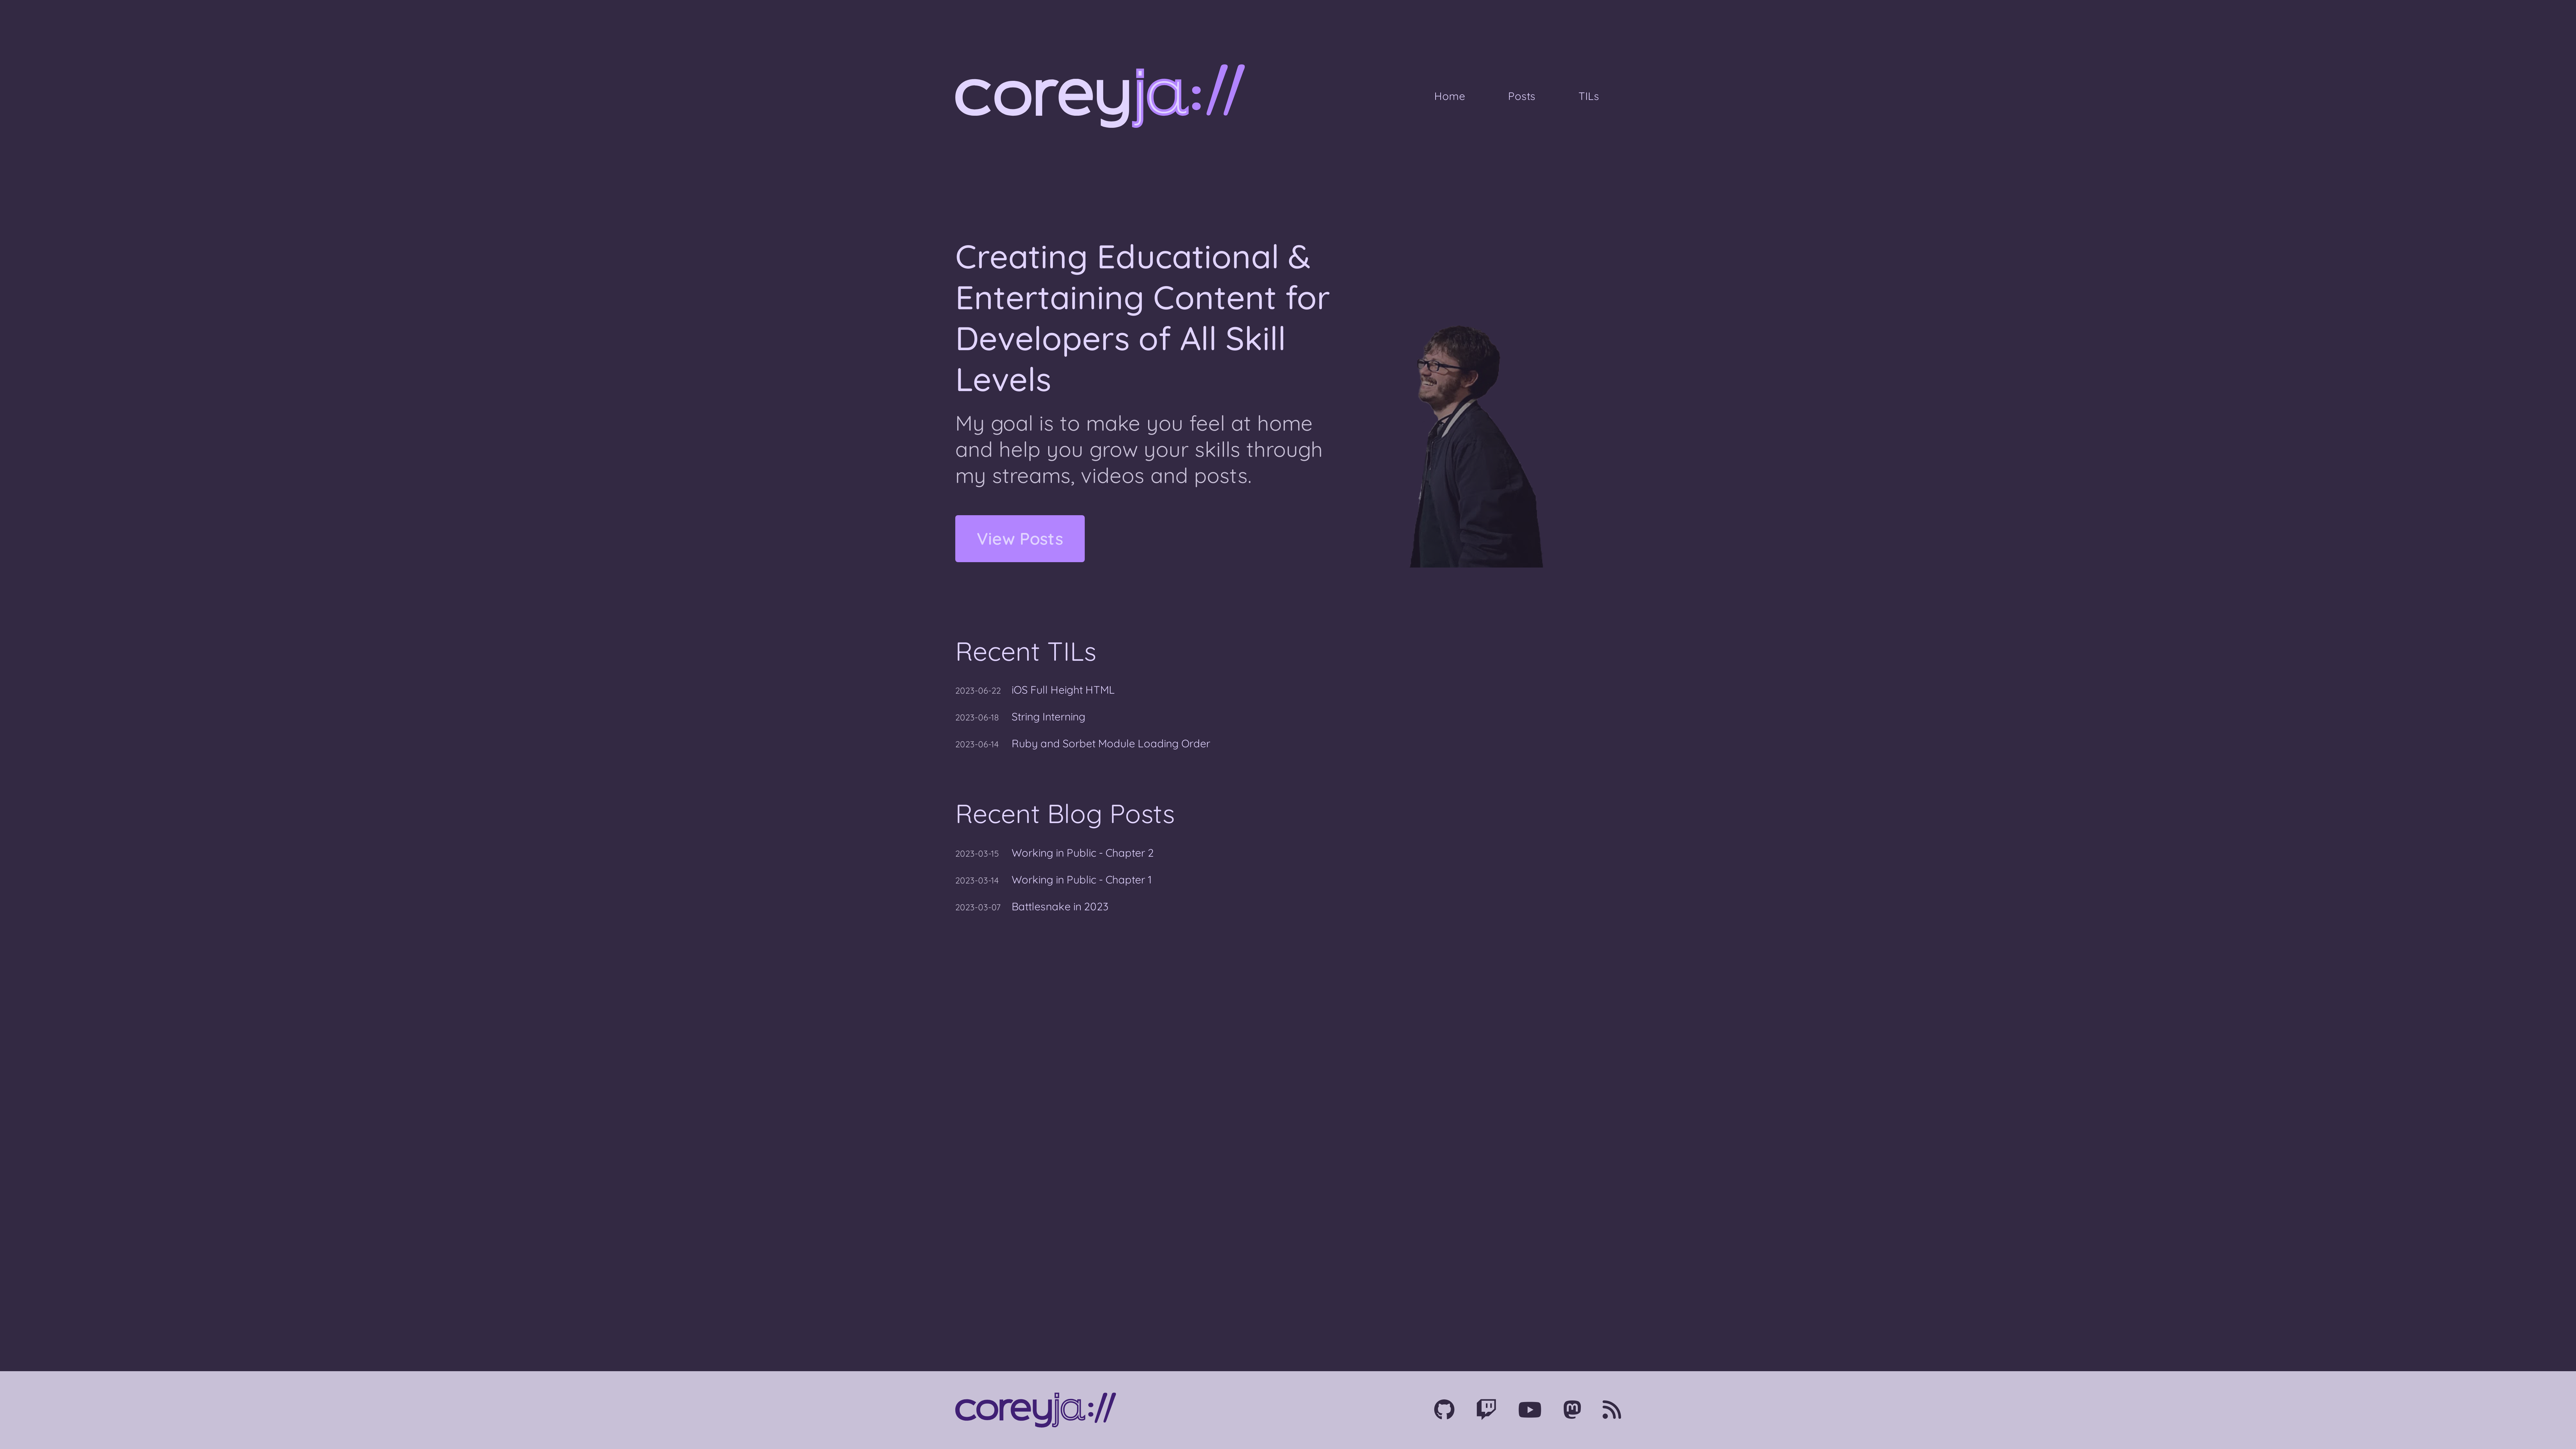 coreyja://
Home
Posts
TILs
Creating Educational &
Entertaining Content for
Developers of All Skill
Levels
My goal is to make you feel at home
and help you grow your skills through
my streams, videos and posts.
View Posts
Recent TILs
2023-06-22 iOS Full Height HTML
2023-06-18 String Interning
2023-06-14 Ruby and Sorbet Module Loading Order
Recent Blog Posts
2023-03-15 Working in Public - Chapter 2
2023-03-14 Working in Public - Chapter 1
2023-03-07 Battlesnake in 2023
coreyja://